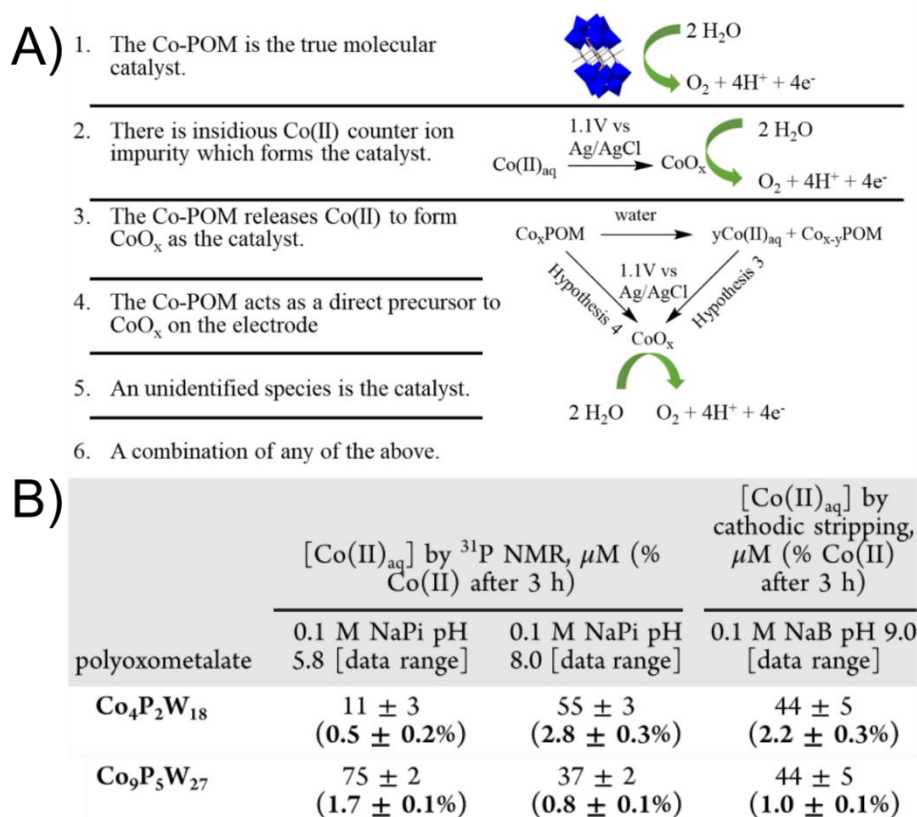 A)
1. The Co-POM is the true molecular
catalyst.
2 H₂O
O₂ + 4H⁺ + 4e⁻
2. There is insidious Co(II) counter ion
impurity which forms the catalyst.
Co(II)aq
1.1V vs
Ag/AgCl
CoOₓ
2 H₂O
O₂ + 4H⁺ + 4e⁻
3. The Co-POM releases Co(II) to form
CoOₓ as the catalyst.
CoₓPOM
water
yCo(II)aq + Coₓ₋yPOM
Hypothesis 4
1.1V vs
Ag/AgCl
Hypothesis 3
CoOₓ
4. The Co-POM acts as a direct precursor to
CoOₓ on the electrode
5. An unidentified species is the catalyst.
2 H₂O O₂ + 4H⁺ + 4e⁻
6. A combination of any of the above.
B)
[Co(II)aq] by ³¹P NMR, μM (%
Co(II) after 3 h)
[Co(II)aq] by
cathodic stripping,
μM (% Co(II)
after 3 h)
polyoxometalate
0.1 M NaPi pH
5.8 [data range]
0.1 M NaPi pH
8.0 [data range]
0.1 M NaB pH 9.0
[data range]
Co₄P₂W₁₈ 11 ± 3 55 ± 3 44 ± 5
(0.5 ± 0.2%) (2.8 ± 0.3%) (2.2 ± 0.3%)
Co₉P₅W₂₇ 75 ± 2 37 ± 2 44 ± 5
(1.7 ± 0.1%) (0.8 ± 0.1%) (1.0 ± 0.1%)